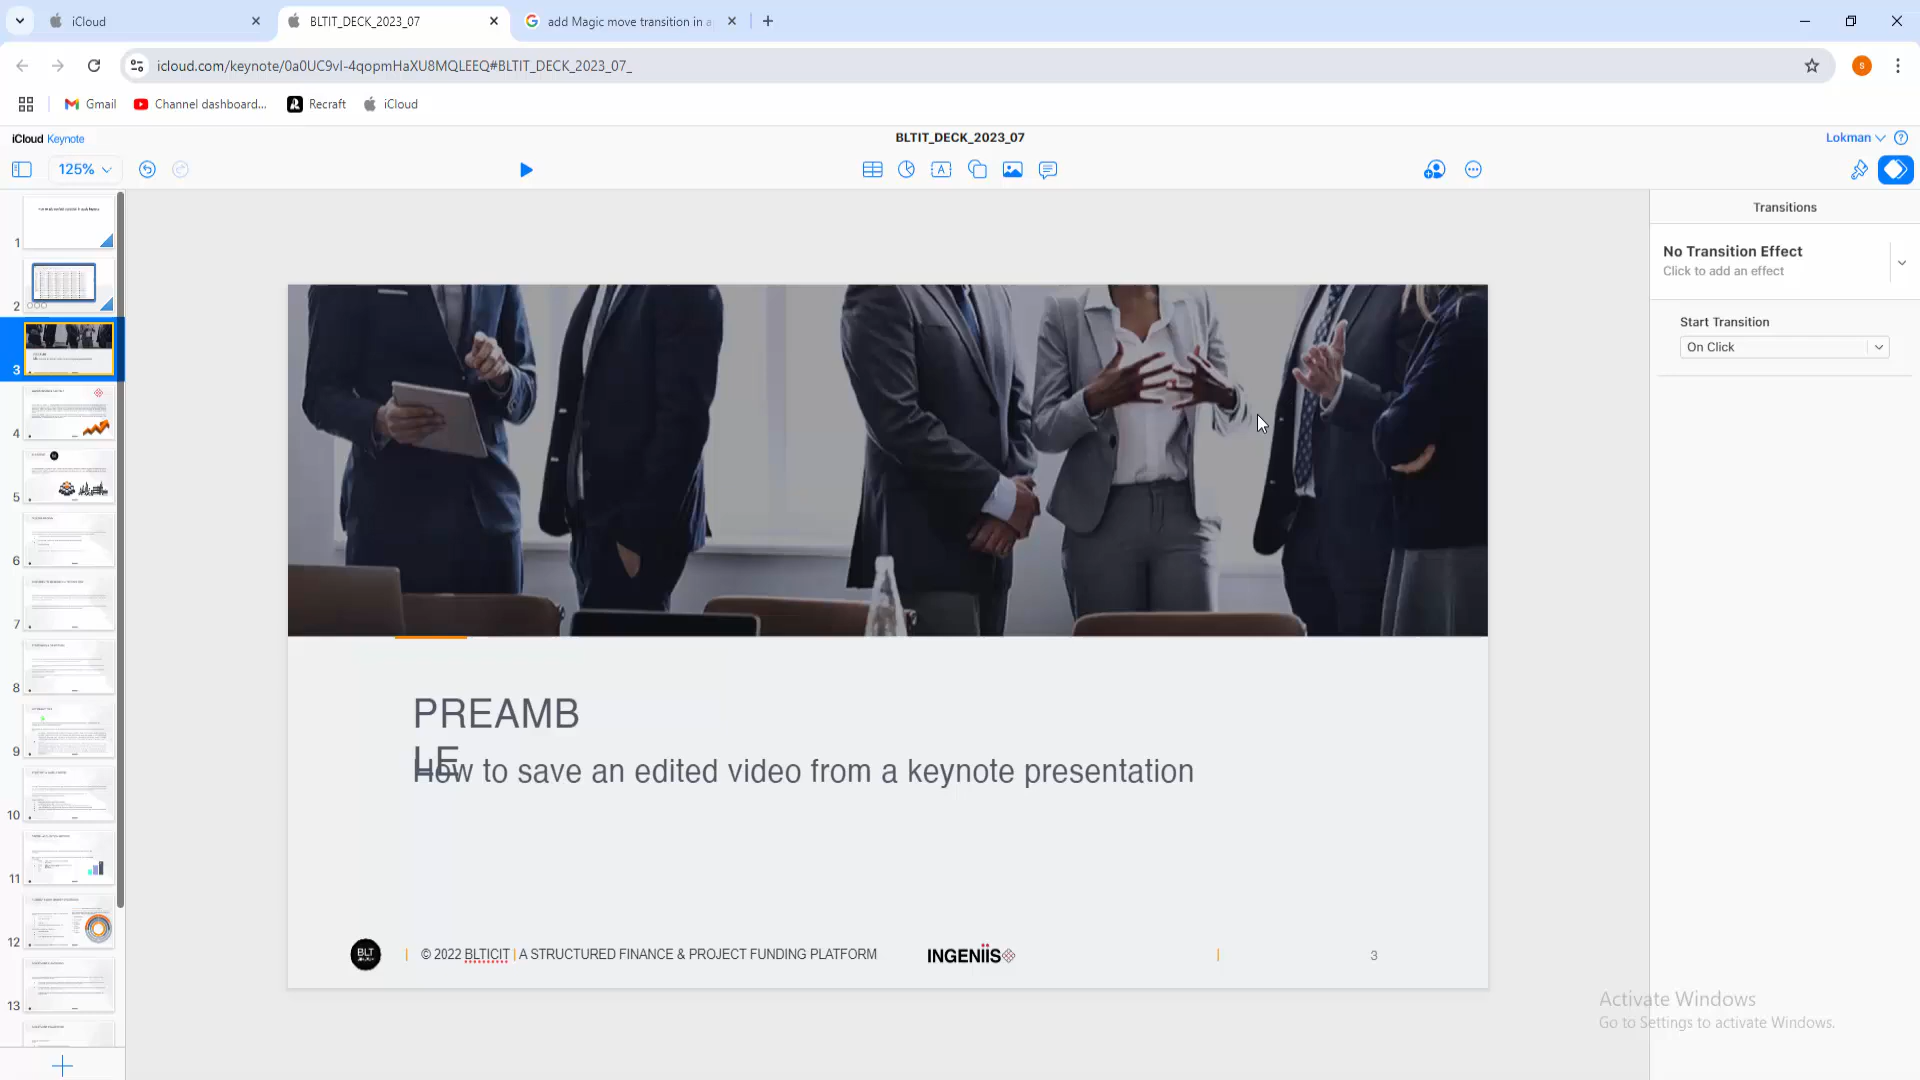 iCloud
BLTIT_DECK_2023_07
add Magic move transition in a
icloud.com/keynote/0a0UC9vI-4qopmHaXU8MQLEEQ#BLTIT_DECK_2023_07_
S
Gmail
Channel dashboard...
Recraft
iCloud
iCloud Keynote
BLTIT_DECK_2023_07
Lokman
125%
Transitions
No Transition Effect
Click to add an effect
Start Transition
On Click
1
2
3
4
5
6
7
8
9
10
11
12
13
PREAMB
LE
How to save an edited video from a keynote presentation
BLT
© 2022 BLTICIT | A STRUCTURED FINANCE & PROJECT FUNDING PLATFORM
INGENIIS
3
Activate Windows
Go to Settings to activate Windows.